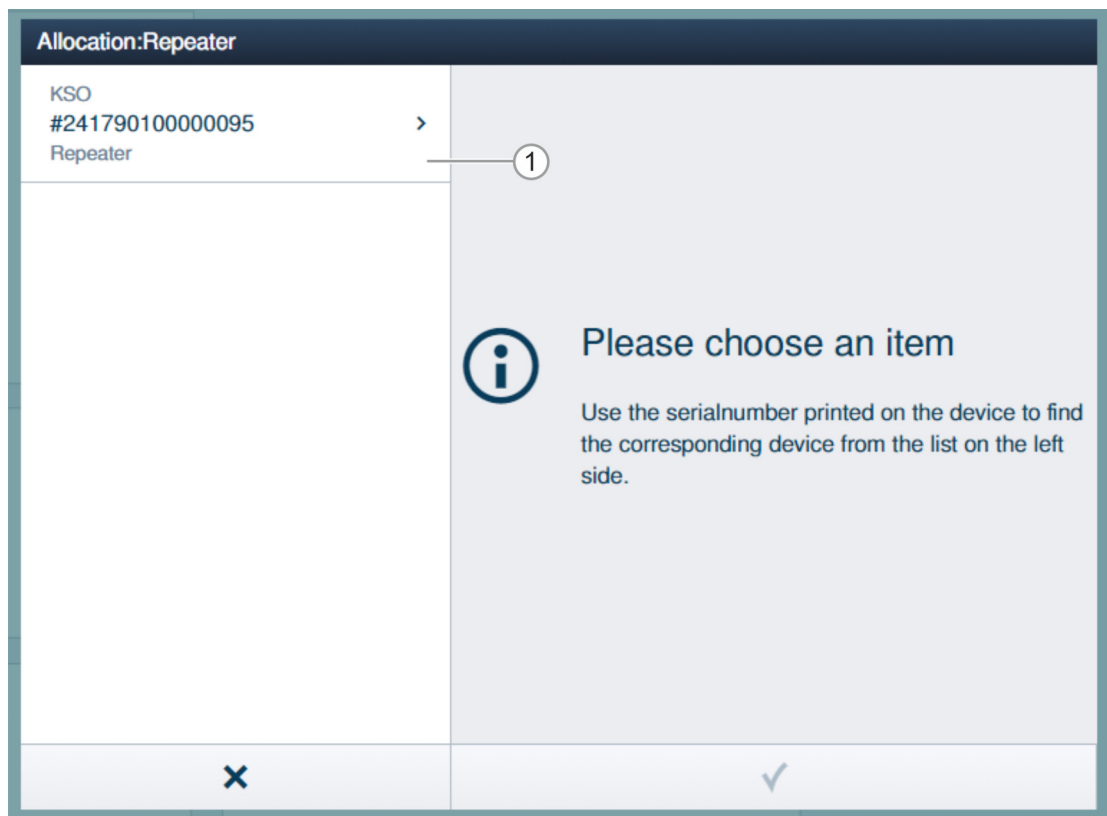 Allocation:Repeater
KSO
#241790100000095
Repeater
1
Please choose an item
Use the serialnumber printed on the device to find
the corresponding device from the list on the left
side.